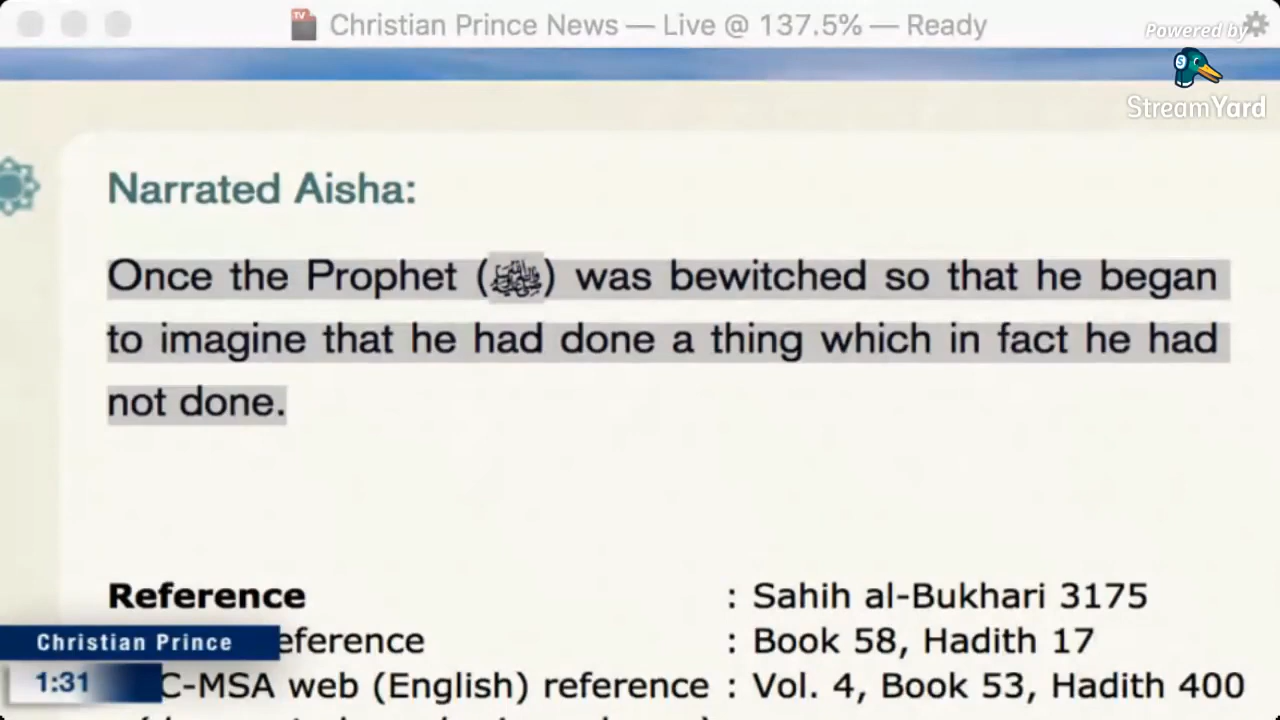 Christian Prince News — Live @ 137.5% — Ready
Powered by
StreamYard
Narrated Aisha:
Once the Prophet (ﷺ) was bewitched so that he began
to imagine that he had done a thing which in fact he had
not done.
Reference : Sahih al-Bukhari 3175
eference : Book 58, Hadith 17
C-MSA web (English) reference : Vol. 4, Book 53, Hadith 400
Christian Prince
1:31